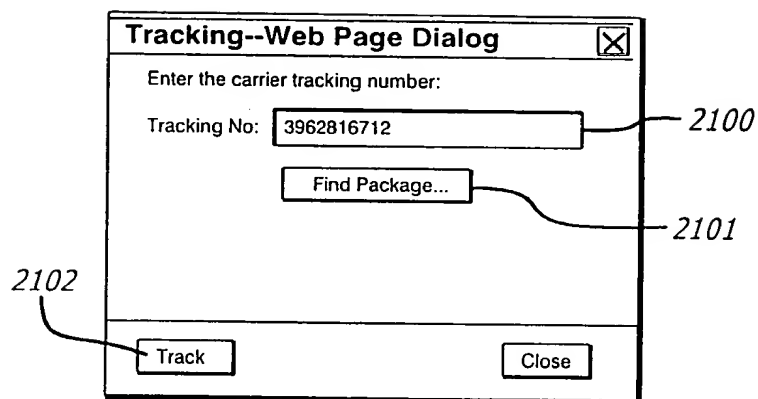 Tracking--Web Page Dialog
Enter the carrier tracking number:
Tracking No: 3962816712
2100
Find Package...
2101
2102
Track
Close